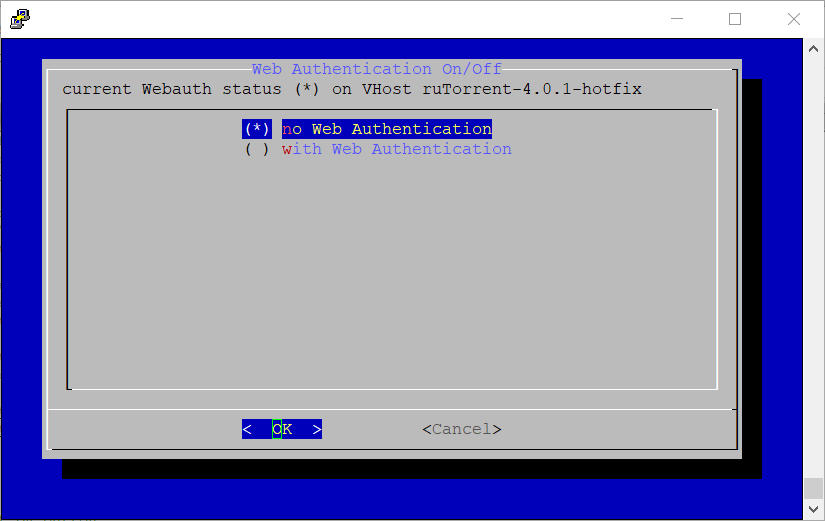 Web Authentication On/Off
current Webauth status (*) on VHost ruTorrent-4.0.1-hotfix
(*) no Web Authentication
( ) with Web Authentication
< OK > <Cancel>